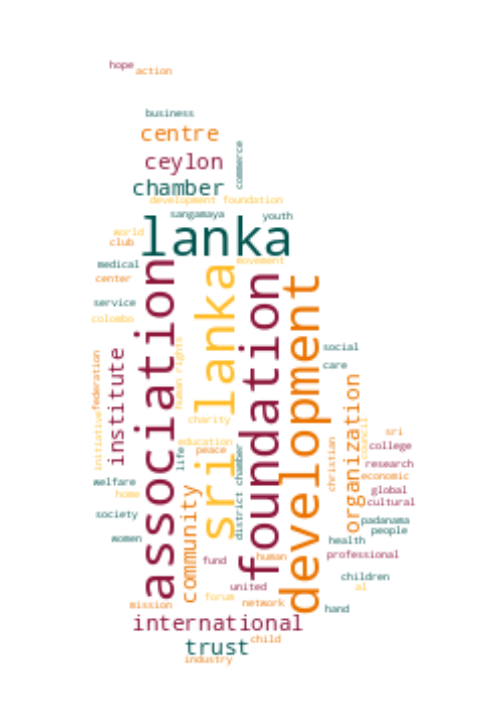 hope
action
business
centre
commerce
ceylon
chamber
development foundation
sangamaya
youth
lanka
world
club
movement
medical
association
sri lanka
foundation
development
center
service
colombo
human rights
social
institute
federation
care
organization
initiative
charity
council
sri
education
christian
college
peace
life
district chamber
research
economic
welfare
community
global
home
cultural
society
padanama
people
women
health
fund
human
professional
children
united
al
forum
mission
network
hand
international
child
trust
industry